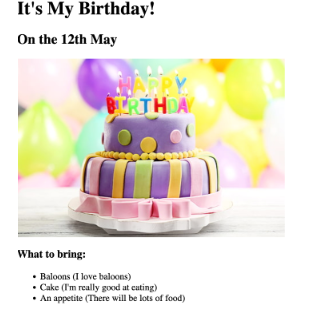 It's My Birthday!
On the 12th May
HAPPY
BIRTHDAY
What to bring:
Baloons (I love baloons)
Cake (I'm really good at eating)
An appetite (There will be lots of food)